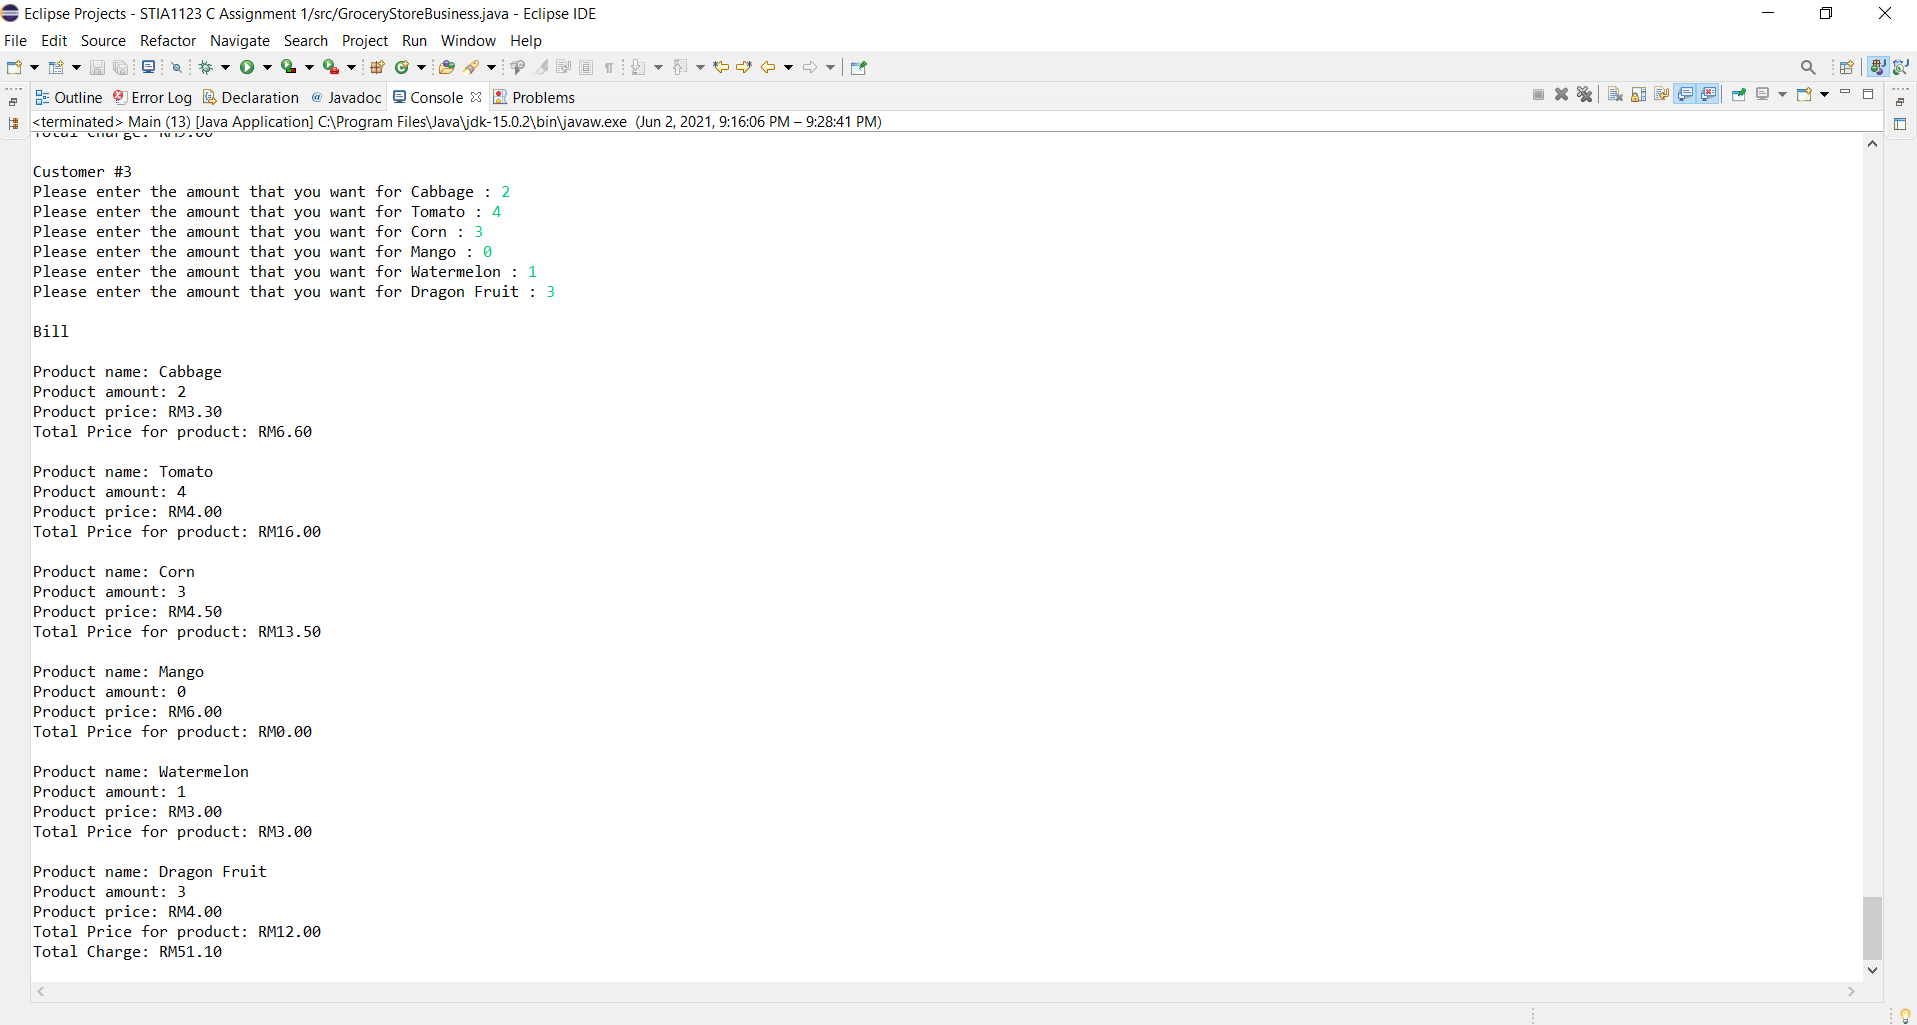 Eclipse Projects - STIA1123 C Assignment 1/src/GroceryStoreBusiness.java - Eclipse IDE
File Edit Source Refactor Navigate Search Project Run Window Help
Outline Error Log Declaration @ Javadoc Console Problems
<terminated> Main (13) [Java Application] C:\Program Files\Java\jdk-15.0.2\bin\javaw.exe (Jun 2, 2021, 9:16:06 PM – 9:28:41 PM)
Total Charge: RM9.00
Customer #3
Please enter the amount that you want for Cabbage : 2
Please enter the amount that you want for Tomato : 4
Please enter the amount that you want for Corn : 3
Please enter the amount that you want for Mango : 0
Please enter the amount that you want for Watermelon : 1
Please enter the amount that you want for Dragon Fruit : 3
Bill
Product name: Cabbage
Product amount: 2
Product price: RM3.30
Total Price for product: RM6.60
Product name: Tomato
Product amount: 4
Product price: RM4.00
Total Price for product: RM16.00
Product name: Corn
Product amount: 3
Product price: RM4.50
Total Price for product: RM13.50
Product name: Mango
Product amount: 0
Product price: RM6.00
Total Price for product: RM0.00
Product name: Watermelon
Product amount: 1
Product price: RM3.00
Total Price for product: RM3.00
Product name: Dragon Fruit
Product amount: 3
Product price: RM4.00
Total Price for product: RM12.00
Total Charge: RM51.10